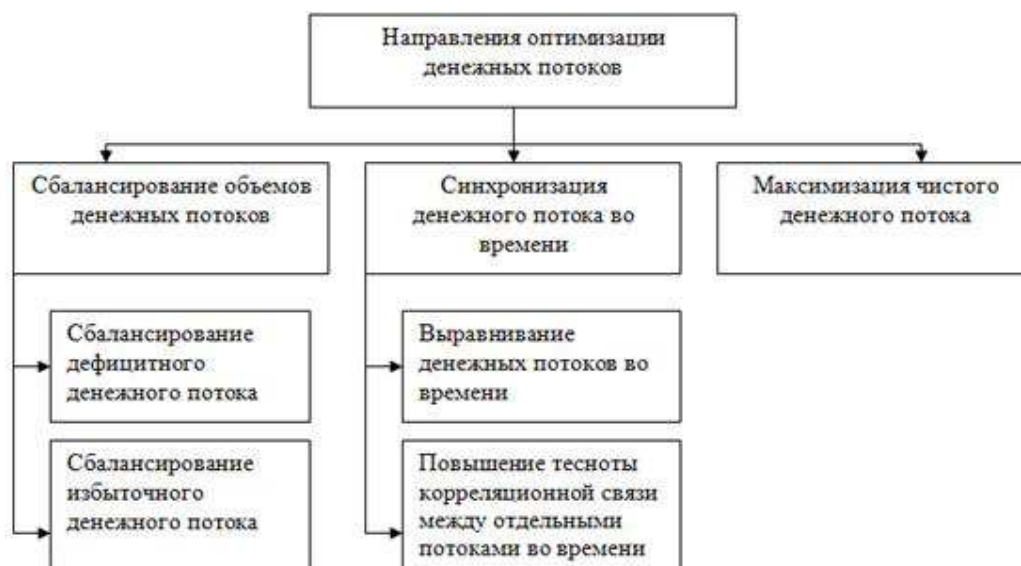 Направления оптимизации
денежных потоков
Сбалансирование объемов
денежных потоков
Синхронизация
денежного потока во
времени
Максимизация чистого
денежного потока
Сбалансирование
дефицитного
денежного потока
Сбалансирование
избыточного
денежного потока
Выравнивание
денежных потоков во
времени
Повышение тесноты
корреляционной связи
между отдельными
потоками во времени